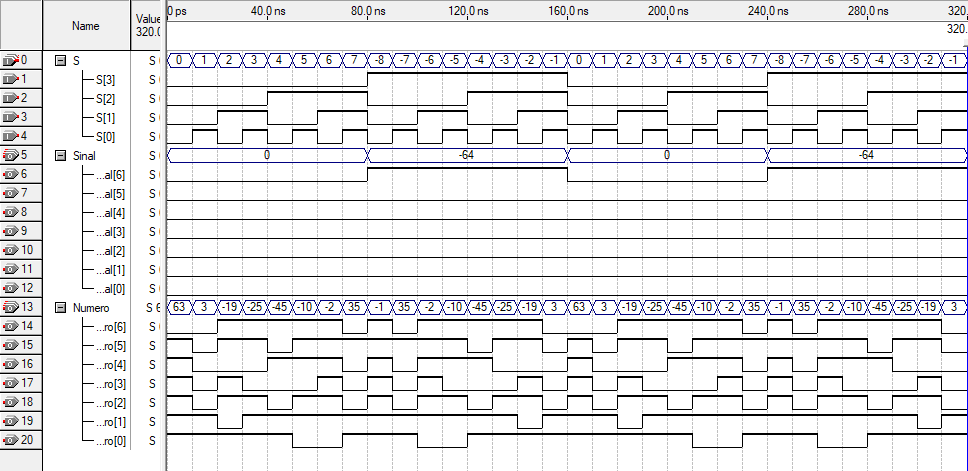 Name
Value
320.(
0 ps 40.0 ns 80.0 ns 120.0 ns 160.0 ns 200.0 ns 240.0 ns 280.0 ns 320.
320.
0 S S 0 1 2 3 4 5 6 7 -8 -7 -6 -5 -4 -3 -2 -1 0 1 2 3 4 5 6 7 -8 -7 -6 -5 -4 -3 -2 -1
1 S[3] S
2 S[2] S
3 S[1] S
4 S[0] S
5 Sinal S 0 -64 0 -64
6 ...al[6] S
7 ...al[5] S
8 ...al[4] S
9 ...al[3] S
10 ...al[2] S
11 ...al[1] S
12 ...al[0] S
13 Numero S 6 63 3 -19 -25 -45 -10 -2 35 -1 35 -2 -10 -45 -25 -19 3 63 3 -19 -25 -45 -10 -2 35 -1 35 -2 -10 -45 -25 -19 3
14 ...ro[6] S
15 ...ro[5] S
16 ...ro[4] S
17 ...ro[3] S
18 ...ro[2] S
19 ...ro[1] S
20 ...ro[0] S